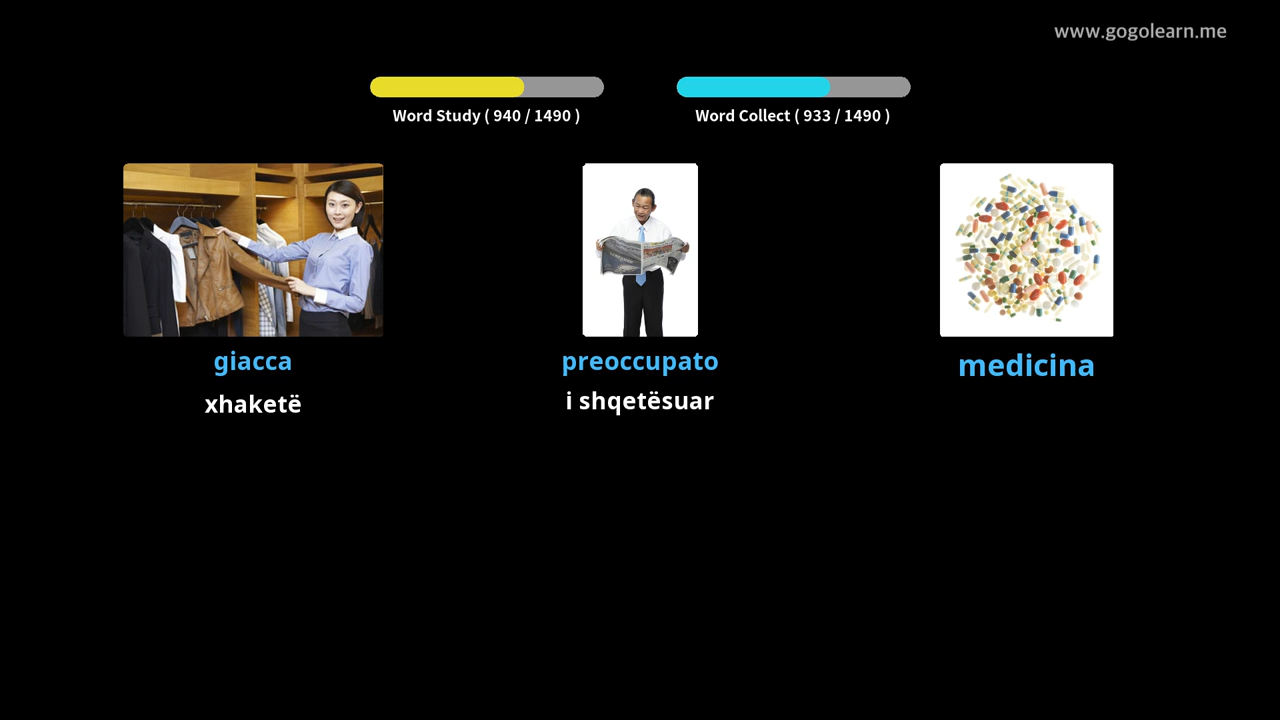 www.gogolearn.me
Word Study ( 940 / 1490 )
Word Collect ( 933 / 1490 )
giacca
preoccupato
medicina
xhaketë
i shqetësuar